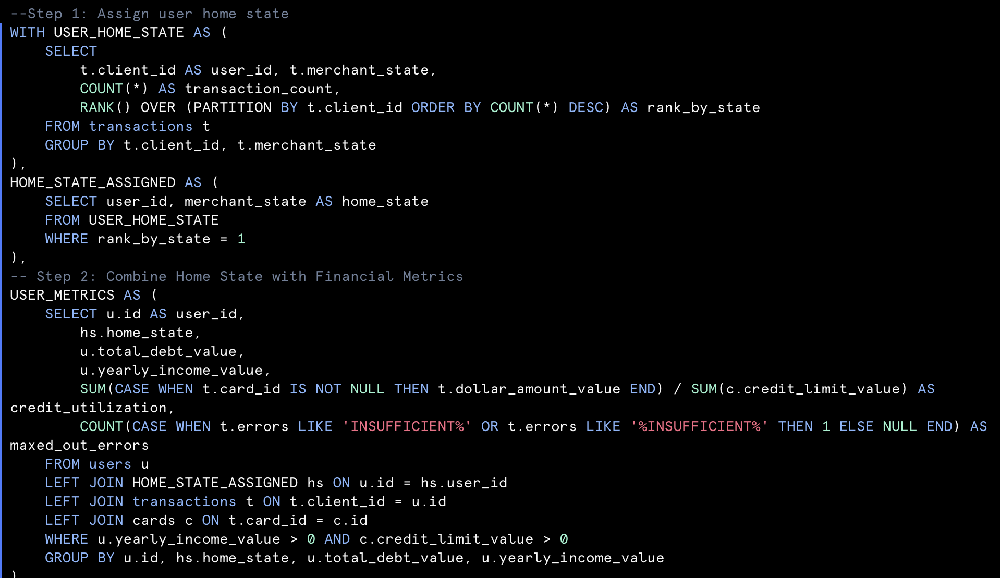 --Step 1: Assign user home state
WITH USER_HOME_STATE AS (
    SELECT
        t.client_id AS user_id, t.merchant_state,
        COUNT(*) AS transaction_count,
        RANK() OVER (PARTITION BY t.client_id ORDER BY COUNT(*) DESC) AS rank_by_state
    FROM transactions t
    GROUP BY t.client_id, t.merchant_state
),
HOME_STATE_ASSIGNED AS (
    SELECT user_id, merchant_state AS home_state
    FROM USER_HOME_STATE
    WHERE rank_by_state = 1
),
-- Step 2: Combine Home State with Financial Metrics
USER_METRICS AS (
    SELECT u.id AS user_id,
        hs.home_state,
        u.total_debt_value,
        u.yearly_income_value,
        SUM(CASE WHEN t.card_id IS NOT NULL THEN t.dollar_amount_value END) / SUM(c.credit_limit_value) AS
credit_utilization,
        COUNT(CASE WHEN t.errors LIKE 'INSUFFICIENT%' OR t.errors LIKE '%INSUFFICIENT%' THEN 1 ELSE NULL END) AS
maxed_out_errors
    FROM users u
    LEFT JOIN HOME_STATE_ASSIGNED hs ON u.id = hs.user_id
    LEFT JOIN transactions t ON t.client_id = u.id
    LEFT JOIN cards c ON t.card_id = c.id
    WHERE u.yearly_income_value > 0 AND c.credit_limit_value > 0
    GROUP BY u.id, hs.home_state, u.total_debt_value, u.yearly_income_value
)